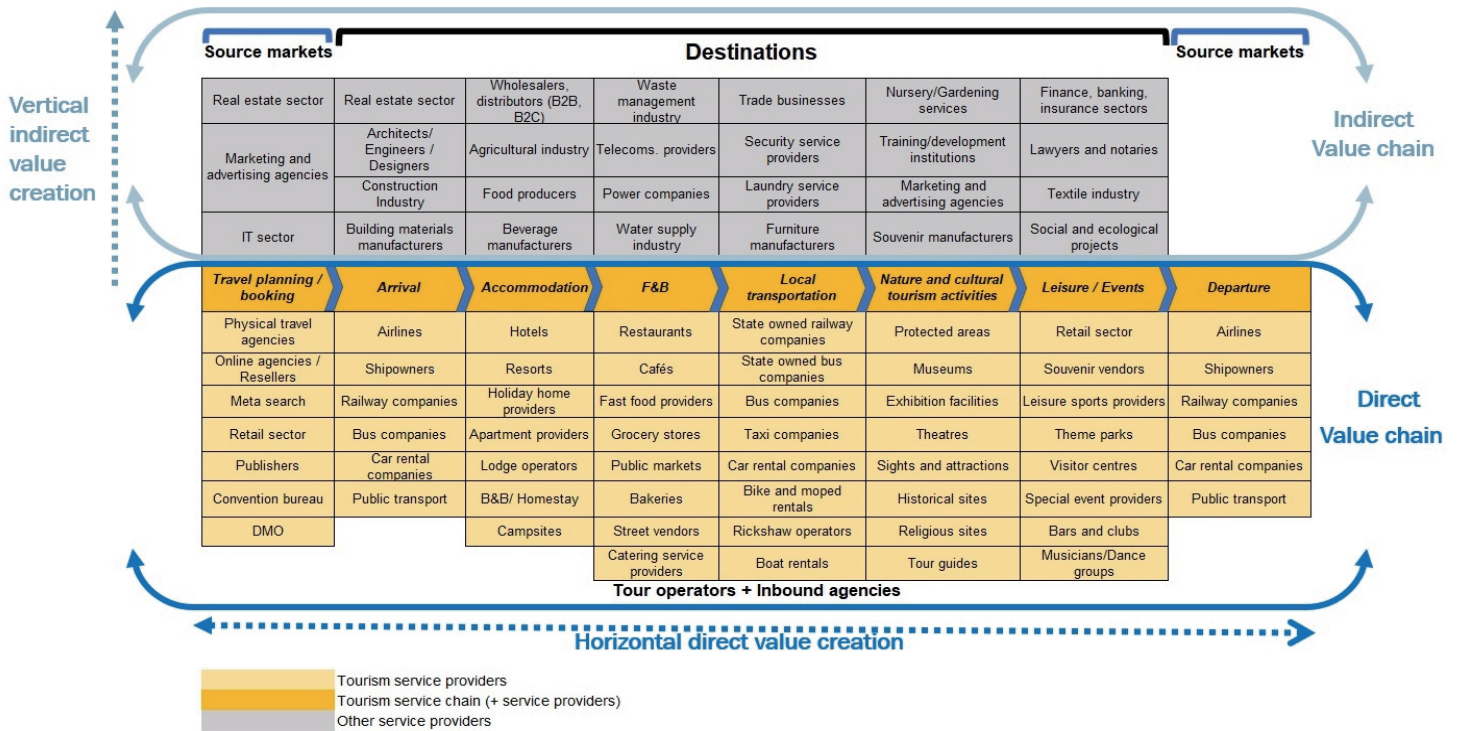 Source markets
Destinations
Source markets
Vertical
indirect
value
creation
Indirect
Value chain
Real estate sector
Real estate sector
Wholesalers,
distributors (B2B,
B2C)
Waste
management
industry
Trade businesses
Nursery/Gardening
services
Finance, banking,
insurance sectors
Marketing and
advertising agencies
Architects/
Engineers /
Designers
Agricultural industry
Telecoms. providers
Security service
providers
Training/development
institutions
Lawyers and notaries
Construction
Industry
Food producers
Power companies
Laundry service
providers
Marketing and
advertising agencies
Textile industry
IT sector
Building materials
manufacturers
Beverage
manufacturers
Water supply
industry
Furniture
manufacturers
Souvenir manufacturers
Social and ecological
projects
Travel planning /
booking
Arrival
Accommodation
F&B
Local
transportation
Nature and cultural
tourism activities
Leisure / Events
Departure
Physical travel
agencies
Airlines
Hotels
Restaurants
State owned railway
companies
Protected areas
Retail sector
Airlines
Online agencies /
Resellers
Shipowners
Resorts
Cafés
State owned bus
companies
Museums
Souvenir vendors
Shipowners
Meta search
Railway companies
Holiday home
providers
Fast food providers
Bus companies
Exhibition facilities
Leisure sports providers
Railway companies
Direct
Value chain
Retail sector
Bus companies
Apartment providers
Grocery stores
Taxi companies
Theatres
Theme parks
Bus companies
Publishers
Car rental
companies
Lodge operators
Public markets
Car rental companies
Sights and attractions
Visitor centres
Car rental companies
Convention bureau
Public transport
B&B/ Homestay
Bakeries
Bike and moped
rentals
Historical sites
Special event providers
Public transport
DMO
Campsites
Street vendors
Rickshaw operators
Religious sites
Bars and clubs
Catering service
providers
Boat rentals
Tour guides
Musicians/Dance
groups
Tour operators + Inbound agencies
Horizontal direct value creation
Tourism service providers
Tourism service chain (+ service providers)
Other service providers